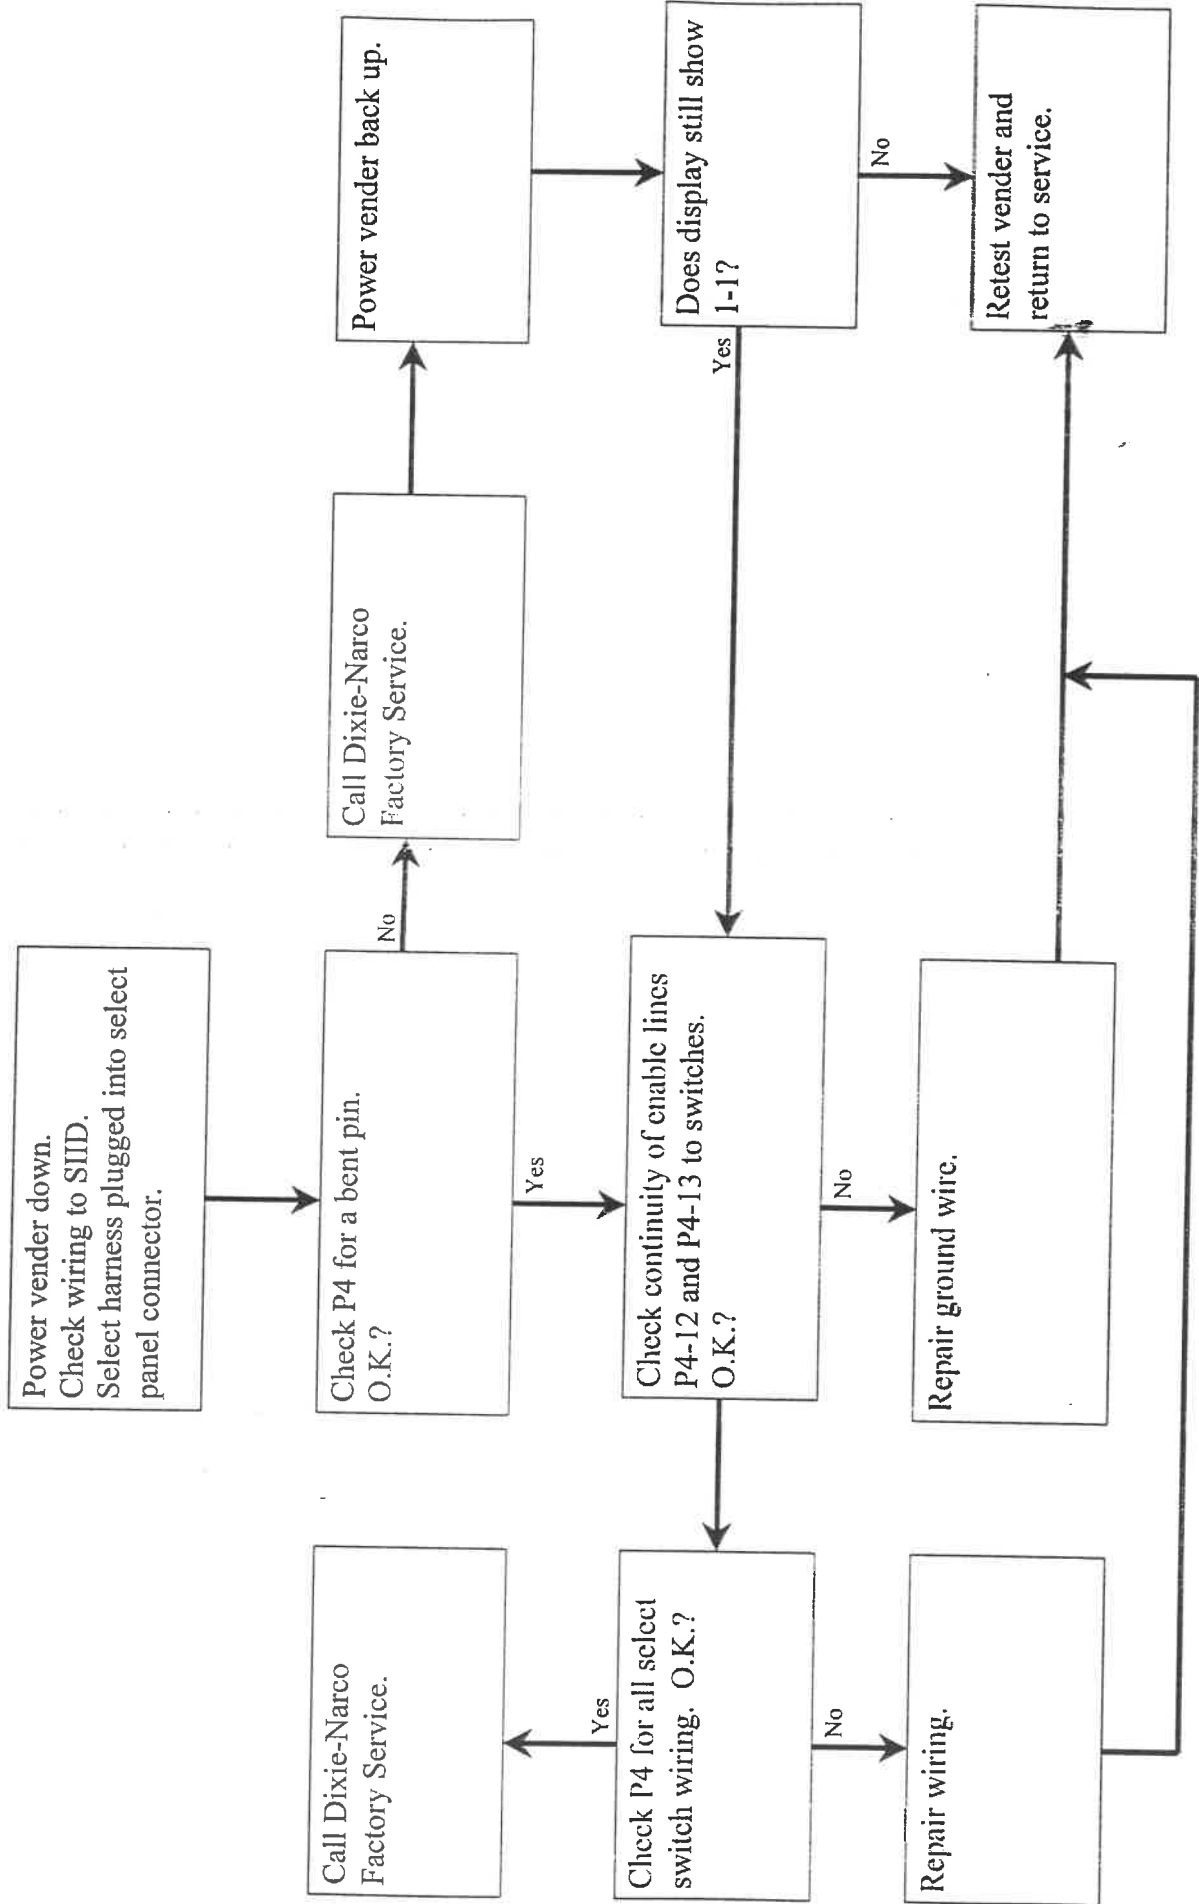 Power vender down.
Check wiring to SIID.
Select harness plugged into select
panel connector.
Check P4 for a bent pin.
O.K.?
No
Call Dixie-Narco
Factory Service.
Power vender back up.
Yes
Does display still show
1-1?
Yes
No
Check continuity of enable lines
P4-12 and P4-13 to switches.
O.K.?
No
Call Dixie-Narco
Factory Service.
Yes
Check P4 for all select
switch wiring. O.K.?
No
Repair wiring.
Repair ground wire.
Retest vender and
return to service.